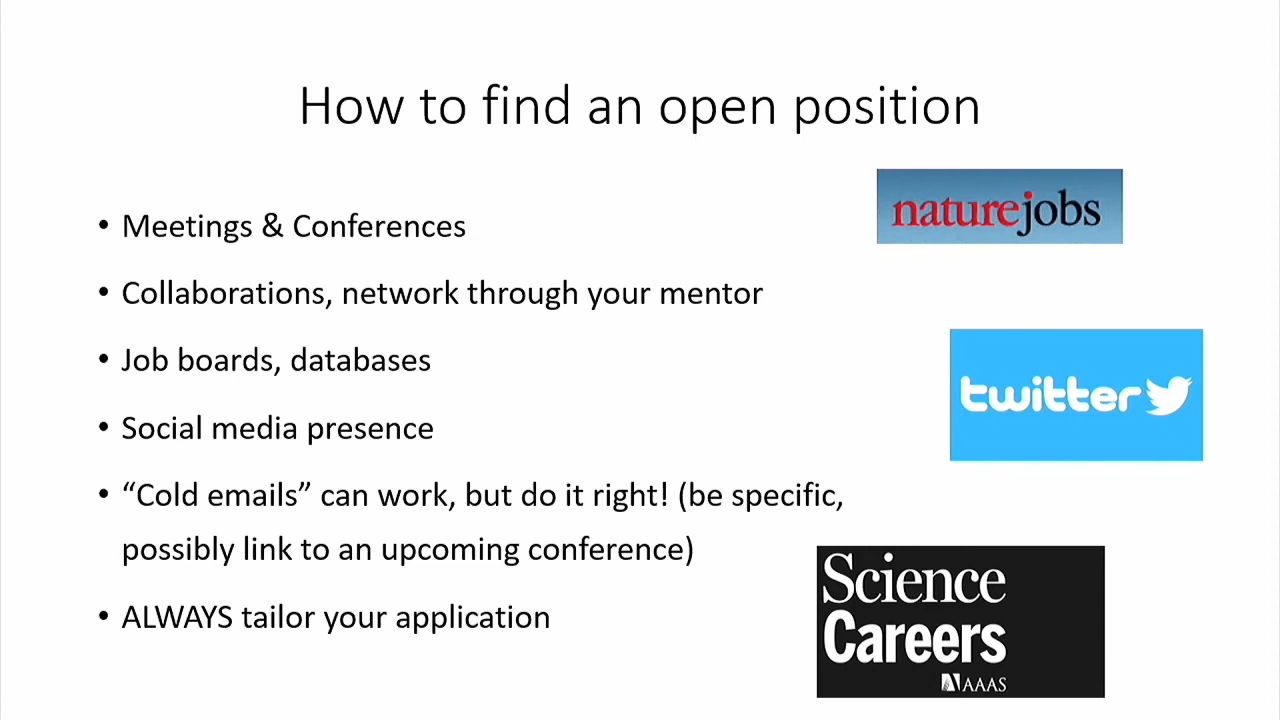 How to find an open position
• Meetings & Conferences
• Collaborations, network through your mentor
• Job boards, databases
• Social media presence
• “Cold emails” can work, but do it right! (be specific,
possibly link to an upcoming conference)
• ALWAYS tailor your application
naturejobs
twitter
Science
Careers
AAAS